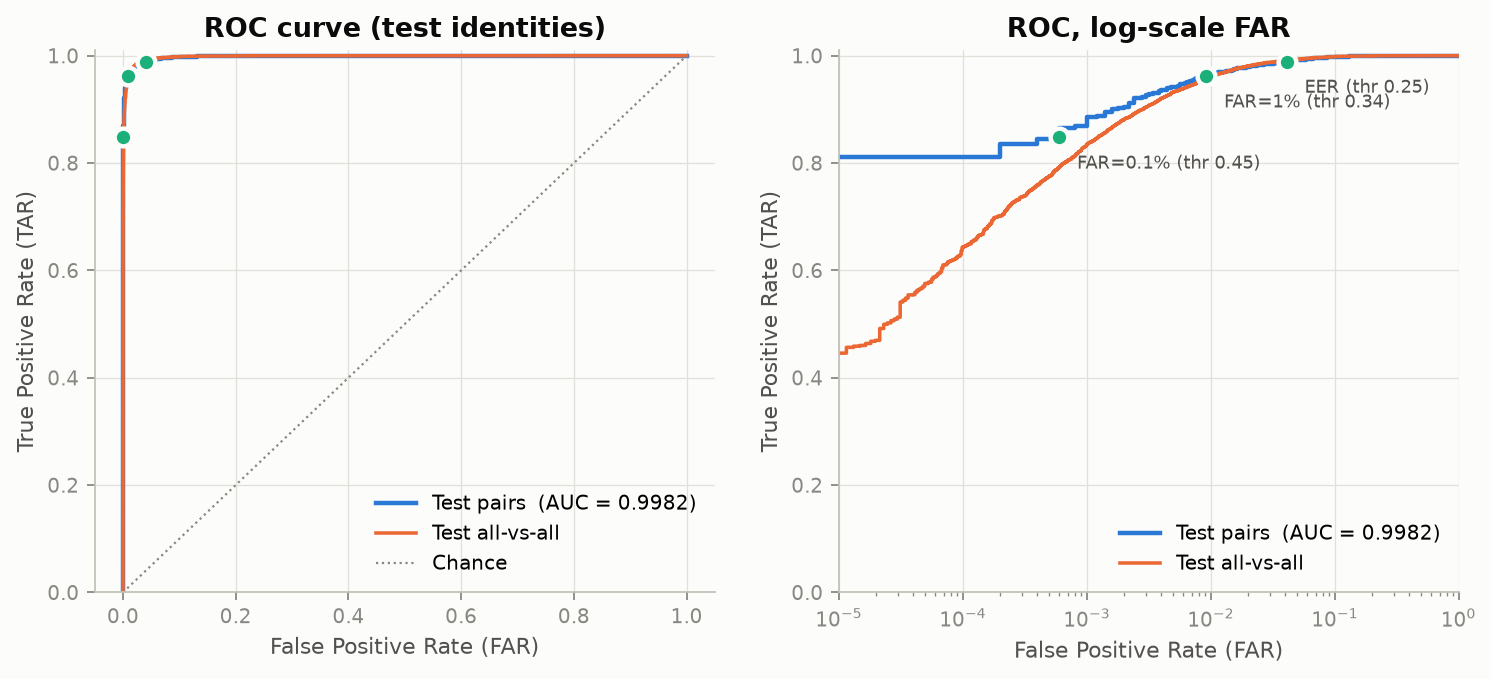 ROC curve (test identities)
True Positive Rate (TAR)
1.0
0.8
0.6
0.4
0.2
0.0
Test pairs  (AUC = 0.9982)
Test all-vs-all
Chance
0.0 0.2 0.4 0.6 0.8 1.0
False Positive Rate (FAR)
ROC, log-scale FAR
True Positive Rate (TAR)
1.0
0.8
0.6
0.4
0.2
0.0
EER (thr 0.25)
FAR=1% (thr 0.34)
FAR=0.1% (thr 0.45)
Test pairs  (AUC = 0.9982)
Test all-vs-all
10⁻⁵ 10⁻⁴ 10⁻³ 10⁻² 10⁻¹ 10⁰
False Positive Rate (FAR)